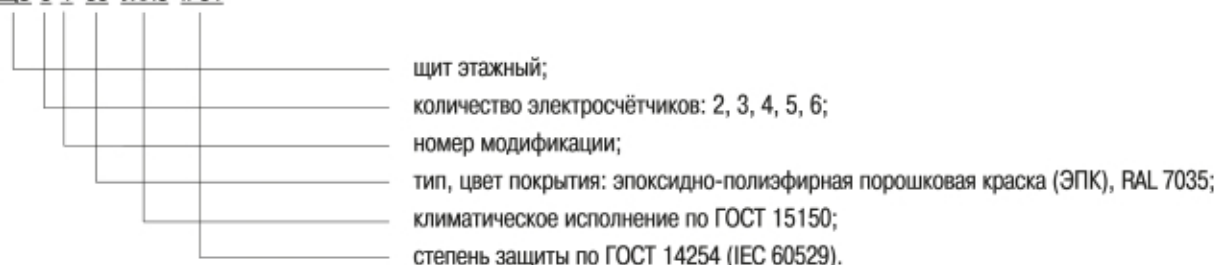 щит этажный;
количество электросчётчиков: 2, 3, 4, 5, 6;
номер модификации;
тип, цвет покрытия: эпоксидно-полиэфирная порошковая краска (ЭПК), RAL 7035;
климатическое исполнение по ГОСТ 15150;
степень защиты по ГОСТ 14254 (IEC 60529).